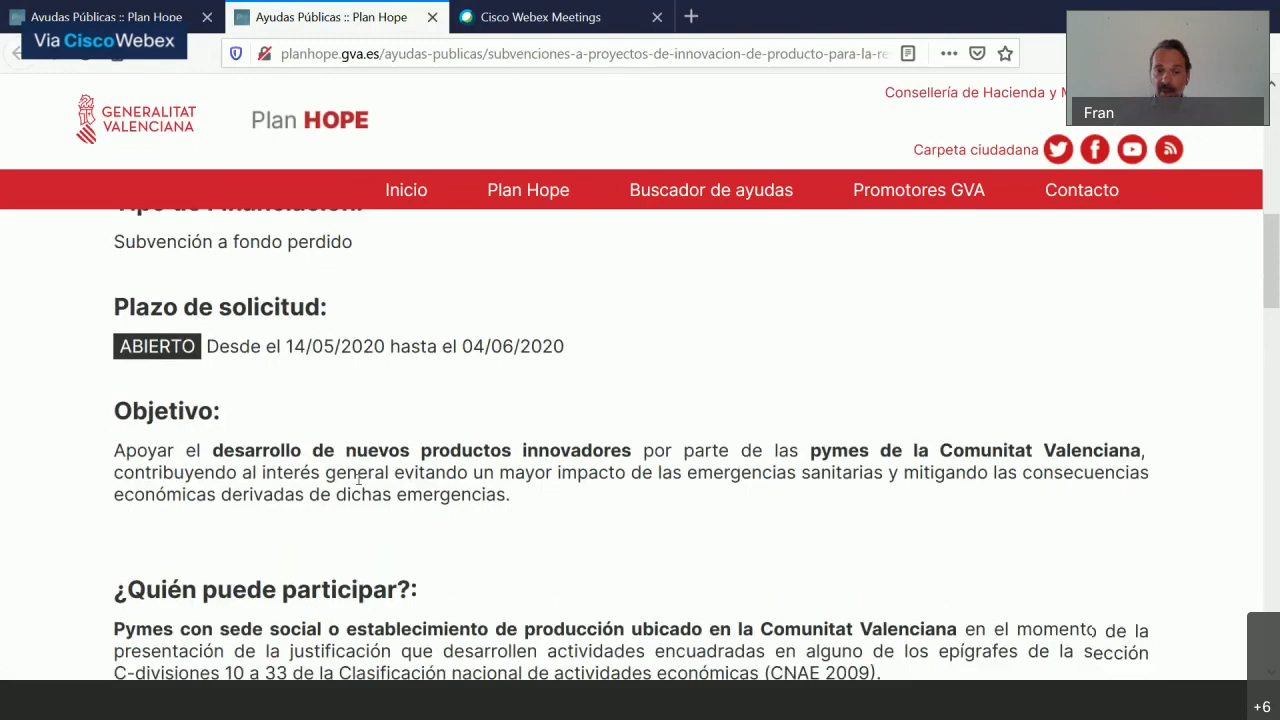 Ayudas Públicas :: Plan Hope
Ayudas Públicas :: Plan Hope
Cisco Webex Meetings
Via CiscoWebex
planhope.gva.es/ayudas-publicas/subvenciones-a-proyectos-de-innovacion-de-producto-para-la-re
GENERALITAT
VALENCIANA
Plan HOPE
Consellería de Hacienda y M
Fran
Carpeta ciudadana
Inicio
Plan Hope
Buscador de ayudas
Promotores GVA
Contacto
Tipo de Financiación:
Subvención a fondo perdido
Plazo de solicitud:
ABIERTO Desde el 14/05/2020 hasta el 04/06/2020
Objetivo:
Apoyar el desarrollo de nuevos productos innovadores por parte de las pymes de la Comunitat Valenciana,
contribuyendo al interés general evitando un mayor impacto de las emergencias sanitarias y mitigando las consecuencias
económicas derivadas de dichas emergencias.
¿Quién puede participar?:
Pymes con sede social o establecimiento de producción ubicado en la Comunitat Valenciana en el momento de la
presentación de la justificación que desarrollen actividades encuadradas en alguno de los epígrafes de la sección
C-divisiones 10 a 33 de la Clasificación nacional de actividades económicas (CNAE 2009).
+6